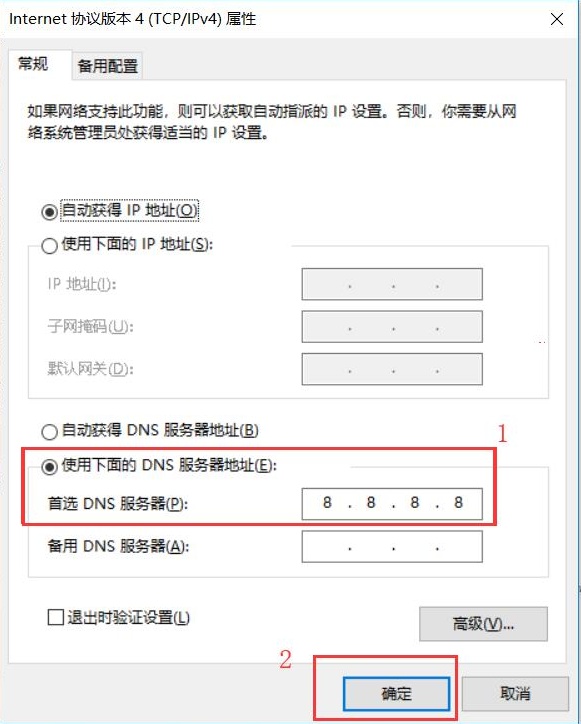 Internet 协议版本 4 (TCP/IPv4) 属性
常规 备用配置
如果网络支持此功能，则可以获取自动指派的 IP 设置。否则，你需要从网
络系统管理员处获得适当的 IP 设置。
自动获得 IP 地址(O)
使用下面的 IP 地址(S):
IP 地址(I): . . .
子网掩码(U): . . .
默认网关(D): . . .
自动获得 DNS 服务器地址(B)
1
使用下面的 DNS 服务器地址(E):
首选 DNS 服务器(P): 8 . 8 . 8 . 8
备用 DNS 服务器(A): . . .
退出时验证设置(L)
高级(V)...
2
确定 取消